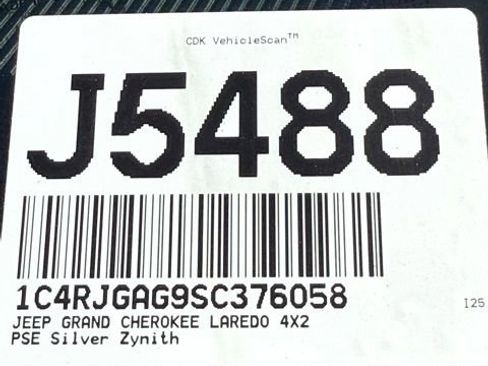 CDK VehicleScan™
J5488
1C4RJGAG9SC376058
I25
JEEP GRAND CHEROKEE LAREDO 4X2
PSE Silver Zynith